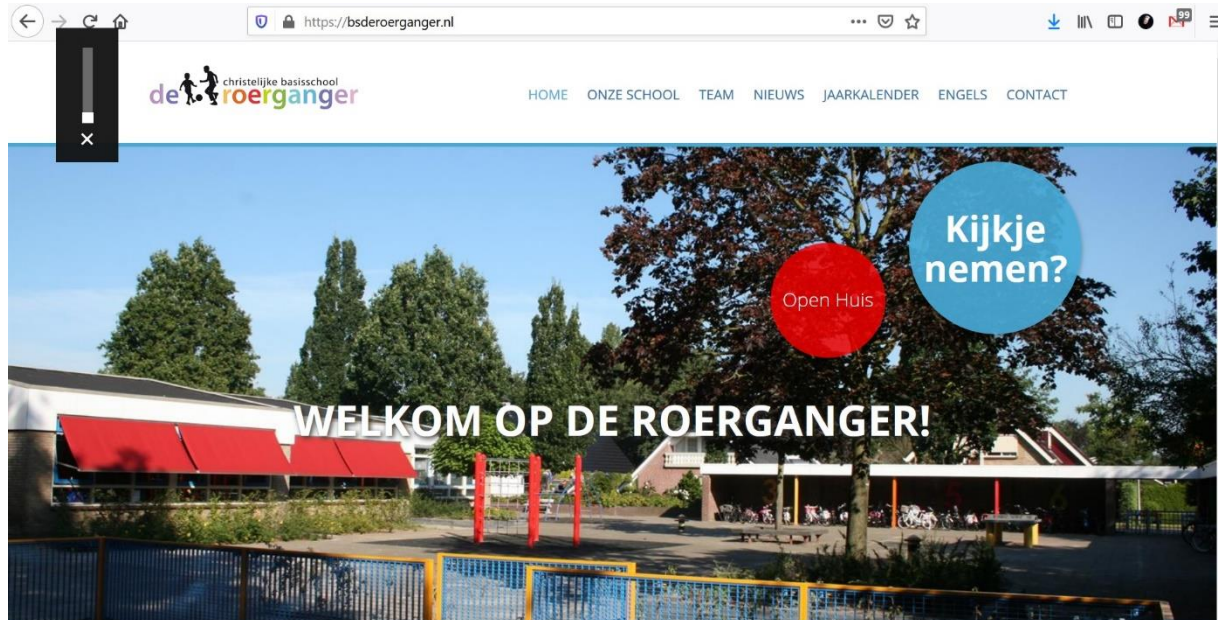 https://bsderoerganger.nl
99
christelijke basisschool
de roerganger
HOME ONZE SCHOOL TEAM NIEUWS JAARKALENDER ENGELS CONTACT
Kijkje
nemen?
Open Huis
WELKOM OP DE ROERGANGER!